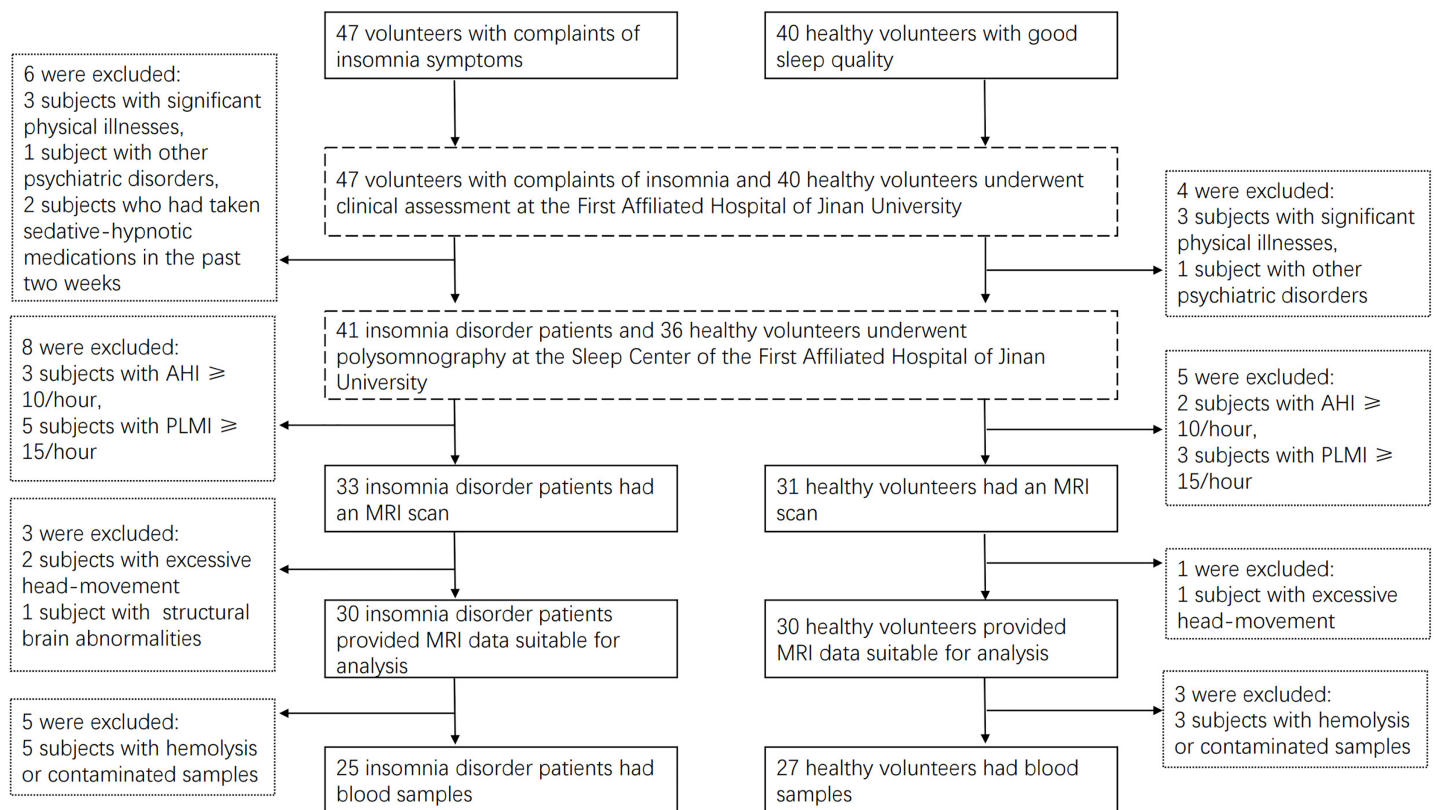 47 volunteers with complaints of
insomnia symptoms
40 healthy volunteers with good
sleep quality
6 were excluded:
3 subjects with significant
physical illnesses,
1 subject with other
psychiatric disorders,
2 subjects who had taken
sedative-hypnotic
medications in the past
two weeks
47 volunteers with complaints of insomnia and 40 healthy volunteers underwent
clinical assessment at the First Affiliated Hospital of Jinan University
4 were excluded:
3 subjects with significant
physical illnesses,
1 subject with other
psychiatric disorders
41 insomnia disorder patients and 36 healthy volunteers underwent
polysomnography at the Sleep Center of the First Affiliated Hospital of Jinan
University
8 were excluded:
3 subjects with AHI ⩾
10/hour,
5 subjects with PLMI ⩾
15/hour
5 were excluded:
2 subjects with AHI ⩾
10/hour,
3 subjects with PLMI ⩾
15/hour
33 insomnia disorder patients had
an MRI scan
31 healthy volunteers had an MRI
scan
3 were excluded:
2 subjects with excessive
head-movement
1 subject with structural
brain abnormalities
1 were excluded:
1 subject with excessive
head-movement
30 insomnia disorder patients
provided MRI data suitable for
analysis
30 healthy volunteers provided
MRI data suitable for analysis
5 were excluded:
5 subjects with hemolysis
or contaminated samples
3 were excluded:
3 subjects with hemolysis
or contaminated samples
25 insomnia disorder patients had
blood samples
27 healthy volunteers had blood
samples